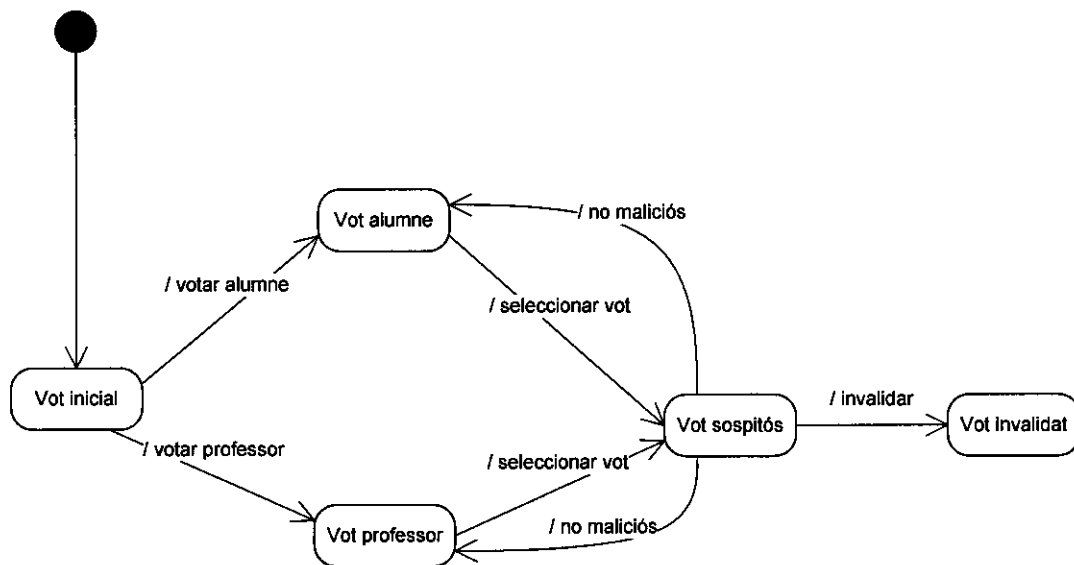 Vot alumne
/ no maliciós
/ votar alumne
/ seleccionar vot
Vot inicial
/ invalidar
Vot sospitós
Vot invalidat
/ votar professor
/ seleccionar vot
/ no maliciós
Vot professor